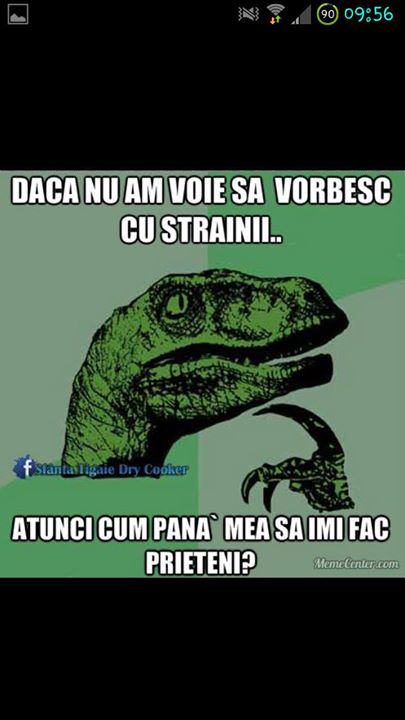 90 09:56
DACA NU AM VOIE SA VORBESC
CU STRAINII..
f Sfanta Tigaie Dry Cooker
ATUNCI CUM PANA` MEA SA IMI FAC
PRIETENI?
MemeCenter.com